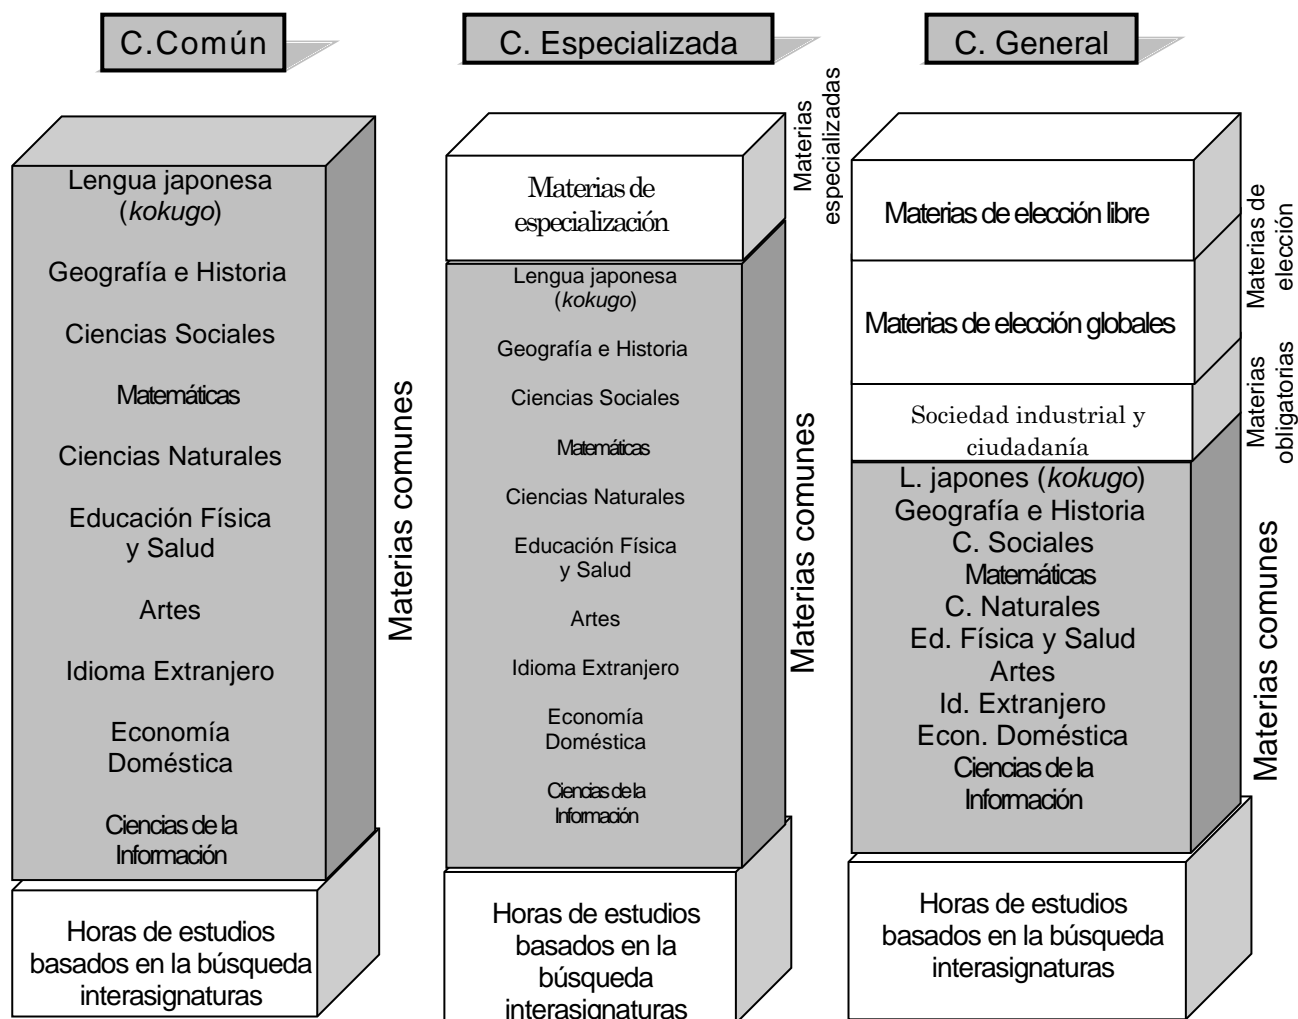 C.Común
Lengua japonesa
(kokugo)
Geografía e Historia
Ciencias Sociales
Matemáticas
Ciencias Naturales
Educación Física
y Salud
Artes
Idioma Extranjero
Economía
Doméstica
Ciencias de la
Información
Horas de estudios
basados en la búsqueda
interasignaturas
Materias comunes
C. Especializada
Materias de
especialización
Materias
especializadas
Lengua japonesa
(kokugo)
Geografía e Historia
Ciencias Sociales
Matemáticas
Ciencias Naturales
Educación Física
y Salud
Artes
Idioma Extranjero
Economía
Doméstica
Ciencias de la
Información
Horas de estudios
basados en la
búsqueda
interasignaturas
Materias comunes
C. General
Materias de elección libre
Materias de elección globales
Materias de
elección
Sociedad industrial y
ciudadanía
Materias
obligatorias
L. japones (kokugo)
Geografía e Historia
C. Sociales
Matemáticas
C. Naturales
Ed. Física y Salud
Artes
Id. Extranjero
Econ. Doméstica
Ciencias de la
Información
Horas de estudios
basados en la búsqueda
interasignaturas
Materias comunes